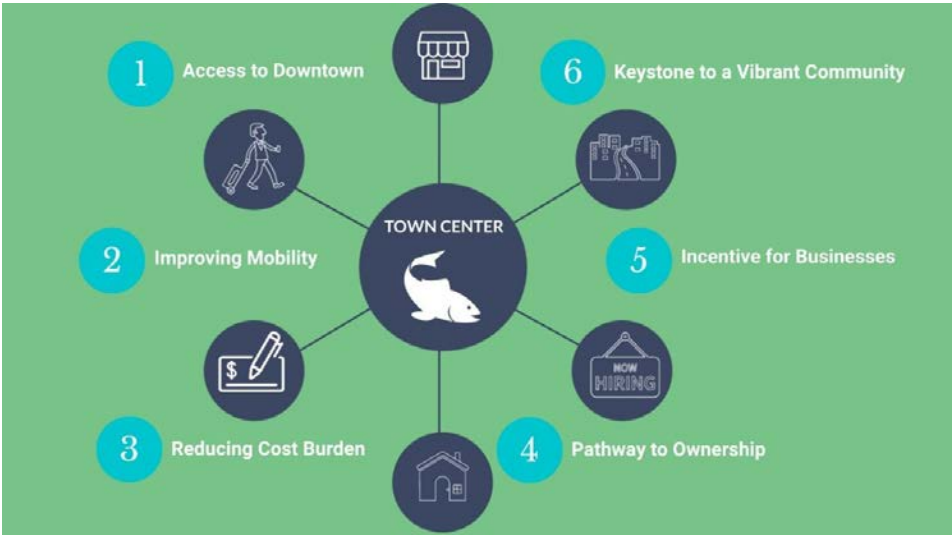 1
Access to Downtown
2
Improving Mobility
3
Reducing Cost Burden
$
TOWN CENTER
6
Keystone to a Vibrant Community
5
Incentive for Businesses
NOW
HIRING
4
Pathway to Ownership